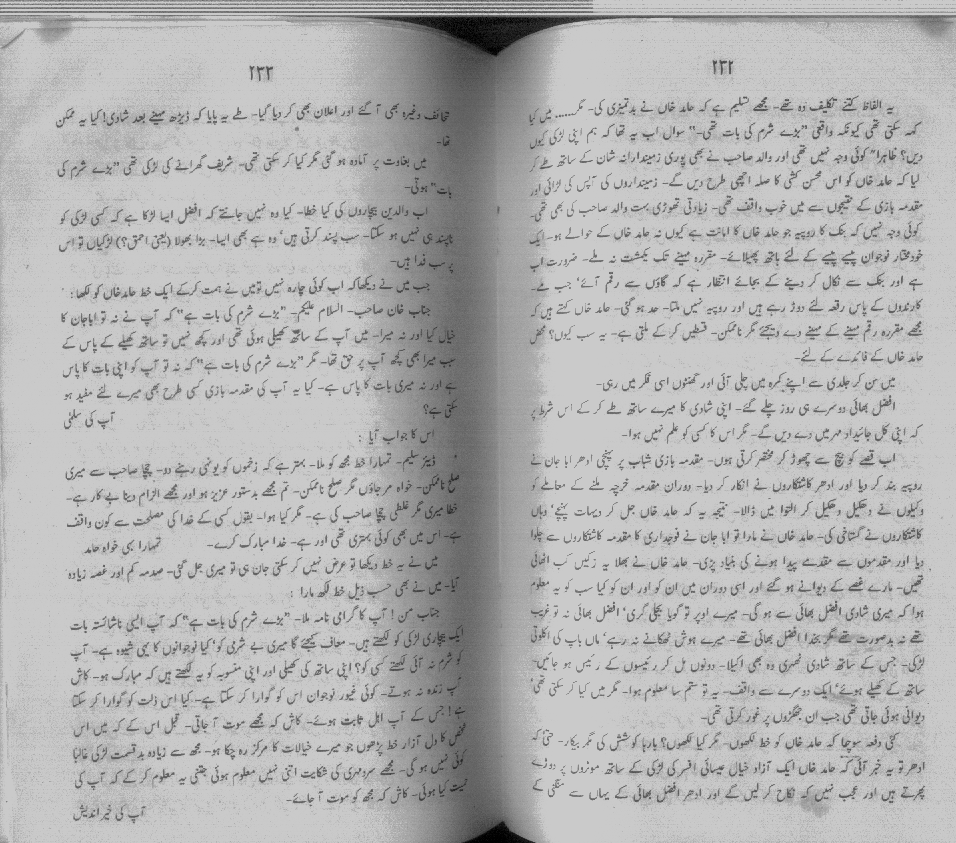 ۲۳۲
یہ الفاظ کتنے تکلیف دہ تھے۔ مجھے تسلیم ہے کہ حامد خاں نے بدتمیزی کی۔ مگر...... میں کیا
کہہ سکتی تھی کیونکہ واقعی "بڑے شرم کی بات تھی۔" سوال اب یہ تھا کہ ہم اپنی لڑکی کیوں
دیں؟ ظاہرا" کوئی وجہ نہیں تھی اور والد صاحب نے بھی پوری زمیندارانہ شان کے ساتھ طے کر
لیا کہ حامد خاں کو اس محسن کشی کا صلہ اچھی طرح دیں گے۔ زمینداروں کی آپس کی لڑائی اور
مقدمہ بازی کے نتیجوں سے میں خوب واقف تھی۔ زیادتی تھوڑی بہت والد صاحب کی بھی تھی۔
کوئی وجہ نہیں کہ بنک کا روپیہ جو حامد خاں کا امانت ہے کیوں نہ حامد خاں کے حوالے ہو۔ ایک
خودمختار نوجوان پیسے پیسے کے لئے ہاتھ پھیلائے۔ مقررہ مہینے تک یکمشت نہ ملے۔ ضرورت اب
ہے اور بنک سے نکال کر دینے کے بجائے انتظار ہے کہ گاؤں سے رقم آئے' جب ملے۔
کارندوں کے پاس رقعہ لئے دوڑ رہے ہیں اور روپیہ نہیں ملتا۔ حد ہو گئی۔ حامد خاں کہتے ہیں کہ
مجھے مقررہ رقم مہینے کے مہینے دے دیجئے مگر ناممکن۔ قسطیں کر کے ملتی ہے۔ یہ سب کیوں؟ محض
حامد خاں کے فائدے کے لئے۔
میں سن کر جلدی سے اپنے کمرہ میں چلی آئی اور گھنٹوں اسی فکر میں رہی۔
افضل بھائی دوسرے ہی روز چلے گئے۔ اپنی شادی کا میرے ساتھ طے کر کے اس شرط پر
کہ اپنی کل جائیداد مہر میں دے دیں گے۔ مگر اس کا کسی کو علم نہیں ہوا۔
اب قصے کو بیچ سے چھوڑ کر مختصر کرتی ہوں۔ مقدمہ بازی شباب پر پہنچی ادھر ابا جان نے
روپیہ بند کر دیا اور ادھر کاشتکاروں نے انکار کر دیا۔ دوران مقدمہ خرچہ ملنے کے معاملے کو
وکیلوں نے دھکیل دھکیل کر التوا میں ڈالا۔ نتیجہ یہ کہ حامد خاں جل کر دیہات پہنچے' وہاں
کاشتکاروں نے گستاخی کی۔ حامد خاں نے مارا تو ابا جان نے فوجداری کا مقدمہ کاشتکاروں سے چلوا
دیا اور مقدموں سے مقدمے پیدا ہونے کی بنیاد پڑی۔ حامد خاں نے بھلا یہ زکیں کب اٹھائی
تھیں۔ مارے غصے کے دیوانے ہو گئے اور اسی دوران میں ان کو اور ان کو کیا سب کو یہ معلوم
ہوا کہ میری شادی افضل بھائی سے ہو گی۔ میرے اوپر تو گویا بجلی گری' افضل بھائی نہ تو غریب
تھے نہ بدصورت تھے مگر بخدا افضل بھائی تھے۔ میرے ہوش ٹھکانے نہ رہے' ماں باپ کی اکلوتی
لڑکی۔ جس کے ساتھ شادی ٹھہری وہ بھی اکیلا۔ دونوں مل کر رئیسوں کے رئیس ہو جائیں۔
ساتھ کے کھیلے ہوئے' ایک دوسرے سے واقف۔ یہ تو ستم سا معلوم ہوا۔ مگر میں کیا کر سکتی تھی'
دیوانی ہوئی جاتی تھی جب ان جھگڑوں پر غور کرتی تھی۔
کئی دفعہ سوچا کہ حامد خاں کو خط لکھوں۔ مگر کیا لکھوں؟ بارہا کوشش کی مگر بیکار۔ حتیٰ کہ
ادھر تو یہ خبر آئی کہ حامد خاں ایک آزاد خیال عیسائی افسر کی لڑکی کے ساتھ موٹروں پر دوڑے
پھرتے ہیں اور عجب نہیں کہ نکاح کر لیں گے اور ادھر افضل بھائی کے یہاں سے منگنی کے
۲۳۳
تحائف وغیرہ بھی آ گئے اور اعلان بھی کر دیا گیا۔ طے یہ پایا کہ ڈیڑھ مہینے بعد شادی! کیا یہ ممکن
تھا۔
میں بغاوت پر آمادہ ہو گئی مگر کیا کر سکتی تھی۔ شریف گھرانے کی لڑکی تھی "بڑے شرم کی
بات" ہوتی۔
اب والدین بیچاروں کی کیا خطا۔ کیا وہ نہیں جانتے کہ افضل ایسا لڑکا ہے کہ کسی لڑکی کو
ناپسند ہی نہیں ہو سکتا۔ سب پسند کرتی ہیں' وہ ہے بھی ایسا۔ بڑا بھولا (یعنی احمق؟) لڑکیاں تو اس
پر سب فدا ہیں۔
جب میں نے دیکھا کہ اب کوئی چارہ نہیں تو میں نے ہمت کر کے ایک خط حامد خاں کو لکھا:
جناب خان صاحب۔ السلام علیکم۔ "بڑے شرم کی بات ہے" کہ آپ نے نہ تو اباجان کا
خیال کیا اور نہ میرا۔ میں آپ کے ساتھ کھیلی ہوئی تھی اور کچھ نہیں تو ساتھ کھیلے کے پاس کے
سب میرا بھی کچھ آپ پر حق تھا۔ مگر "بڑے شرم کی بات ہے" کہ نہ تو آپ کو اپنی بات کا پاس
ہے اور نہ میری بات کا پاس ہے۔ کیا یہ آپ کی مقدمہ بازی کسی طرح بھی میرے لئے مفید ہو
سکتی ہے؟ آپ کی سلمٰی
اس کا جواب آیا:
ڈیئر سلیم۔ تمہارا خط مجھ کو ملا۔ بہتر ہے کہ زخموں کو یونہی رہنے دو۔ چچا صاحب سے میری
صلح ناممکن۔ خواہ مر جاؤں مگر صلح ناممکن۔ تم مجھے بدستور عزیز ہو اور مجھے الزام دینا بے کار ہے۔
خطا میری مگر غلطی چچا صاحب کی ہے۔ مگر کیا ہوا۔ بقول کسی کے خدا کی مصلحت سے کون واقف
ہے۔ اس میں بھی کوئی بہتری تھی اور ہے۔ خدا مبارک کرے۔ تمہارا بہی خواہ حامد
میں نے یہ خط دیکھا تو عرض نہیں کر سکتی جان ہی تو میری جل گئی۔ صدمہ کم اور غصہ زیادہ
آیا۔ میں نے بھی حسب ذیل خط لکھ مارا:
جناب من! آپ کا گرامی نامہ ملا۔ "بڑے شرم کی بات ہے" کہ آپ ایسی ناشائستہ بات
ایک بیچاری لڑکی کو لکھتے ہیں۔ معاف کیجئے گا میری بے شرمی کو' کیا نوجوانوں کا یہی شیوہ ہے۔ آپ
کو شرم نہ آئی لکھتے کسی کو؟ اپنی ساتھ کی کھیلی اور اپنی منسوبہ کو یہ لکھتے ہیں کہ مبارک ہو۔ کاش
آپ زندہ نہ ہوتے۔ کوئی غیور نوجوان اس کو گوارا کر سکتا ہے۔ کیا اس ذلت کو گوارا کر سکتا
ہے! جس کے آپ اہل ثابت ہوئے۔ کاش کہ مجھے موت آ جاتی۔ قبل اس کے کہ میں اس
شخص کا دل آزار خط پڑھوں جو میرے خیالات کا مرکز رہ چکا ہو۔ مجھ سے زیادہ بدقسمت لڑکی غالباً
کوئی نہیں ہو گی۔ مجھے سردمہری کی شکایت اتنی نہیں معلوم ہوئی جتنی یہ معلوم کر کے کہ آپ کی
حمیت کیا ہوئی۔ کاش کہ مجھ کو موت آ جائے۔
آپ کی خیر اندیش